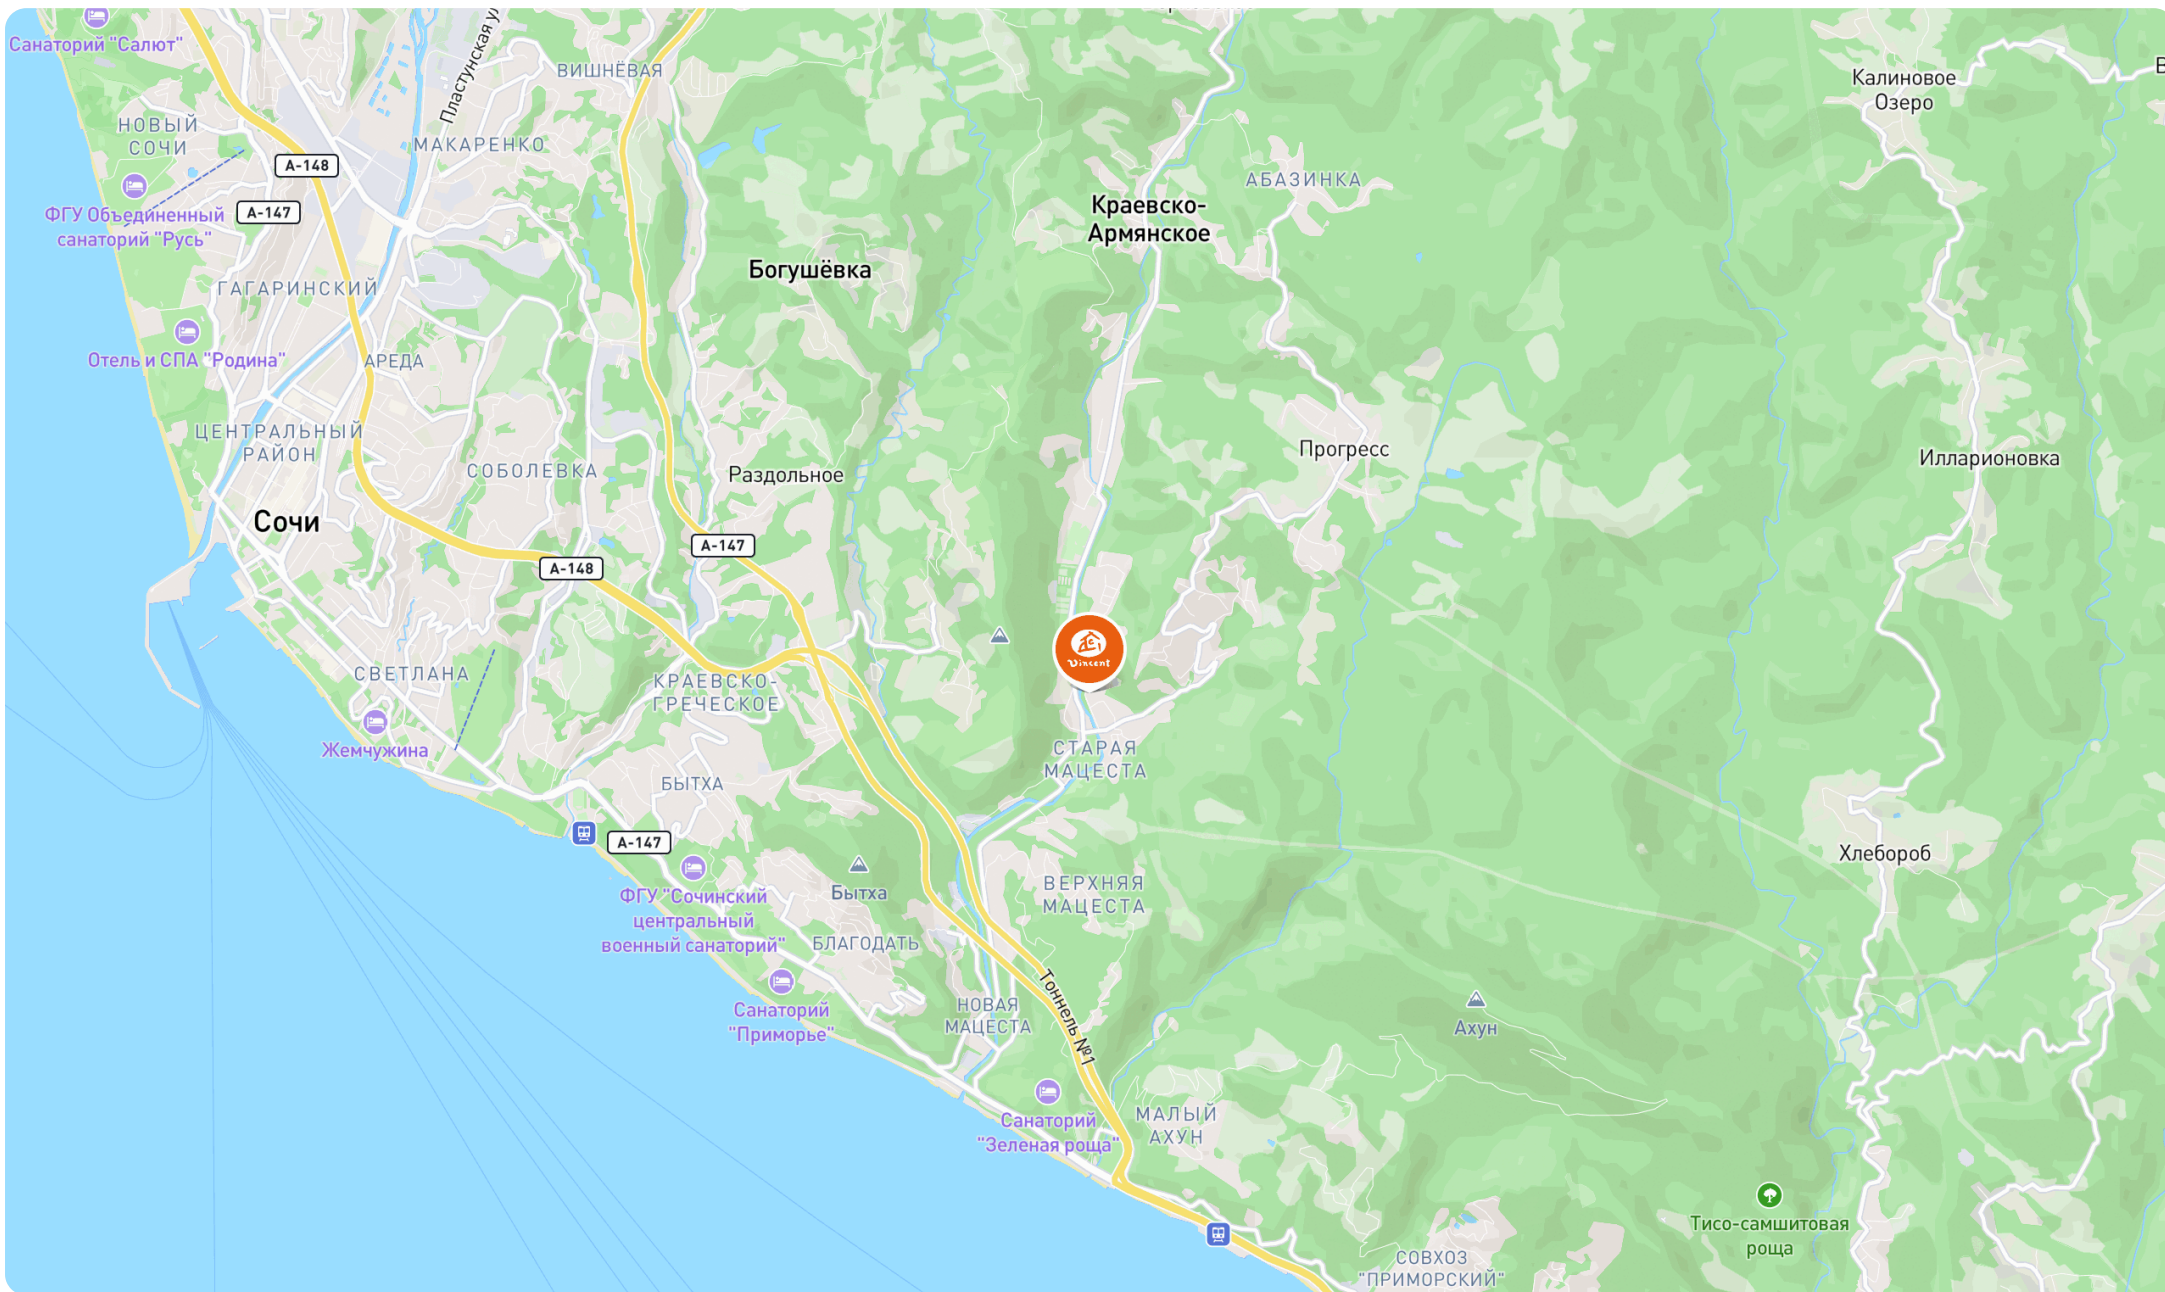 Санаторий "Салют"
Пластунская ул
ВИШНЁВАЯ
Калиновое
Озеро
НОВЫЙ
СОЧИ
МАКАРЕНКО
А-148
А-147
ФГУ Объединенный
санаторий "Русь"
АБАЗИНКА
Краевско-
Армянское
Богушёвка
ГАГАРИНСКИЙ
Отель и СПА "Родина"
АРЕДА
ЦЕНТРАЛЬНЫЙ
РАЙОН
СОБОЛЕВКА
Раздольное
Прогресс
Илларионовка
Сочи
А-147
А-148
Vincent
СВЕТЛАНА
КРАЕВСКО-
ГРЕЧЕСКОЕ
Жемчужина
СТАРАЯ
МАЦЕСТА
БЫТХА
А-147
Хлебороб
ФГУ "Сочинский
центральный
военный санаторий"
Бытха
ВЕРХНЯЯ
МАЦЕСТА
БЛАГОДАТЬ
Санаторий
"Приморье"
НОВАЯ
МАЦЕСТА
Тоннель №1
Ахун
Санаторий
"Зеленая роща"
МАЛЫЙ
АХУН
Тисо-самшитовая
роща
СОВХОЗ
"ПРИМОРСКИЙ"